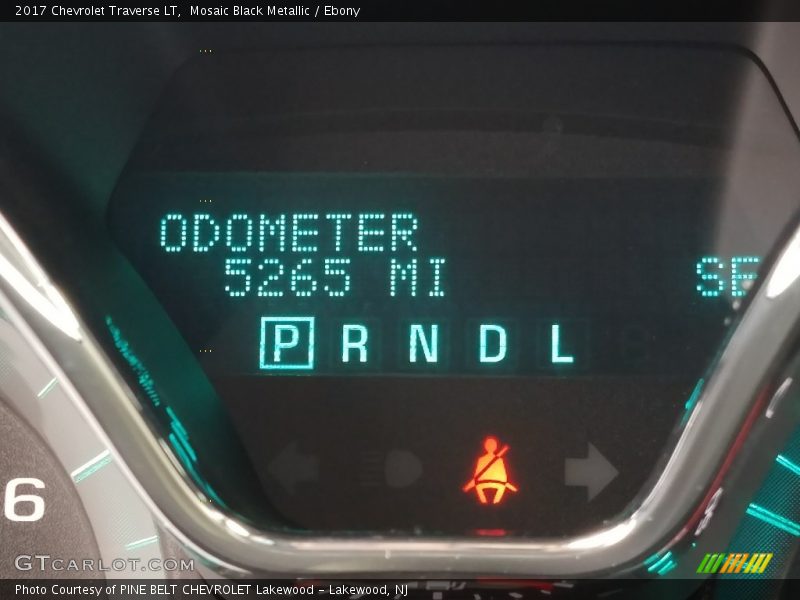 2017 Chevrolet Traverse LT,  Mosaic Black Metallic / Ebony
ODOMETER
5265 MI
P R N D L
6
GTCARLOT.COM
Photo Courtesy of PINE BELT CHEVROLET Lakewood - Lakewood, NJ